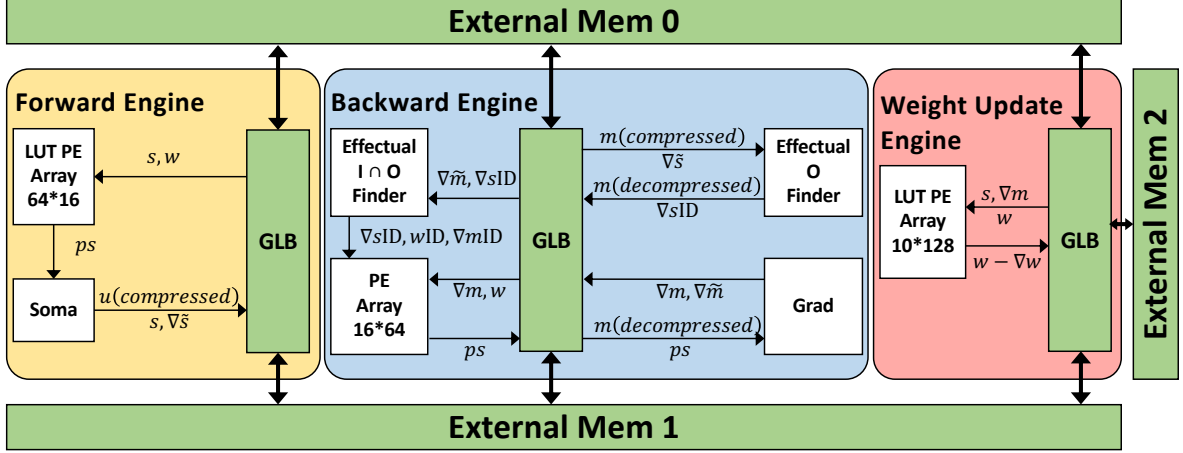 External Mem 0
Forward Engine
LUT PE
Array
64*16
s, w
ps
Soma
u(compressed)
s, ∇s̃
GLB
Backward Engine
Effectual
I ∩ O
Finder
∇m̃, ∇sID
∇sID, wID, ∇mID
PE
Array
16*64
∇m, w
ps
GLB
m(compressed)
∇s̃
m(decompressed)
∇sID
Effectual
O
Finder
∇m, ∇m̃
m(decompressed)
ps
Grad
Weight Update
Engine
LUT PE
Array
10*128
s, ∇m
w
w − ∇w
GLB
External Mem 2
External Mem 1